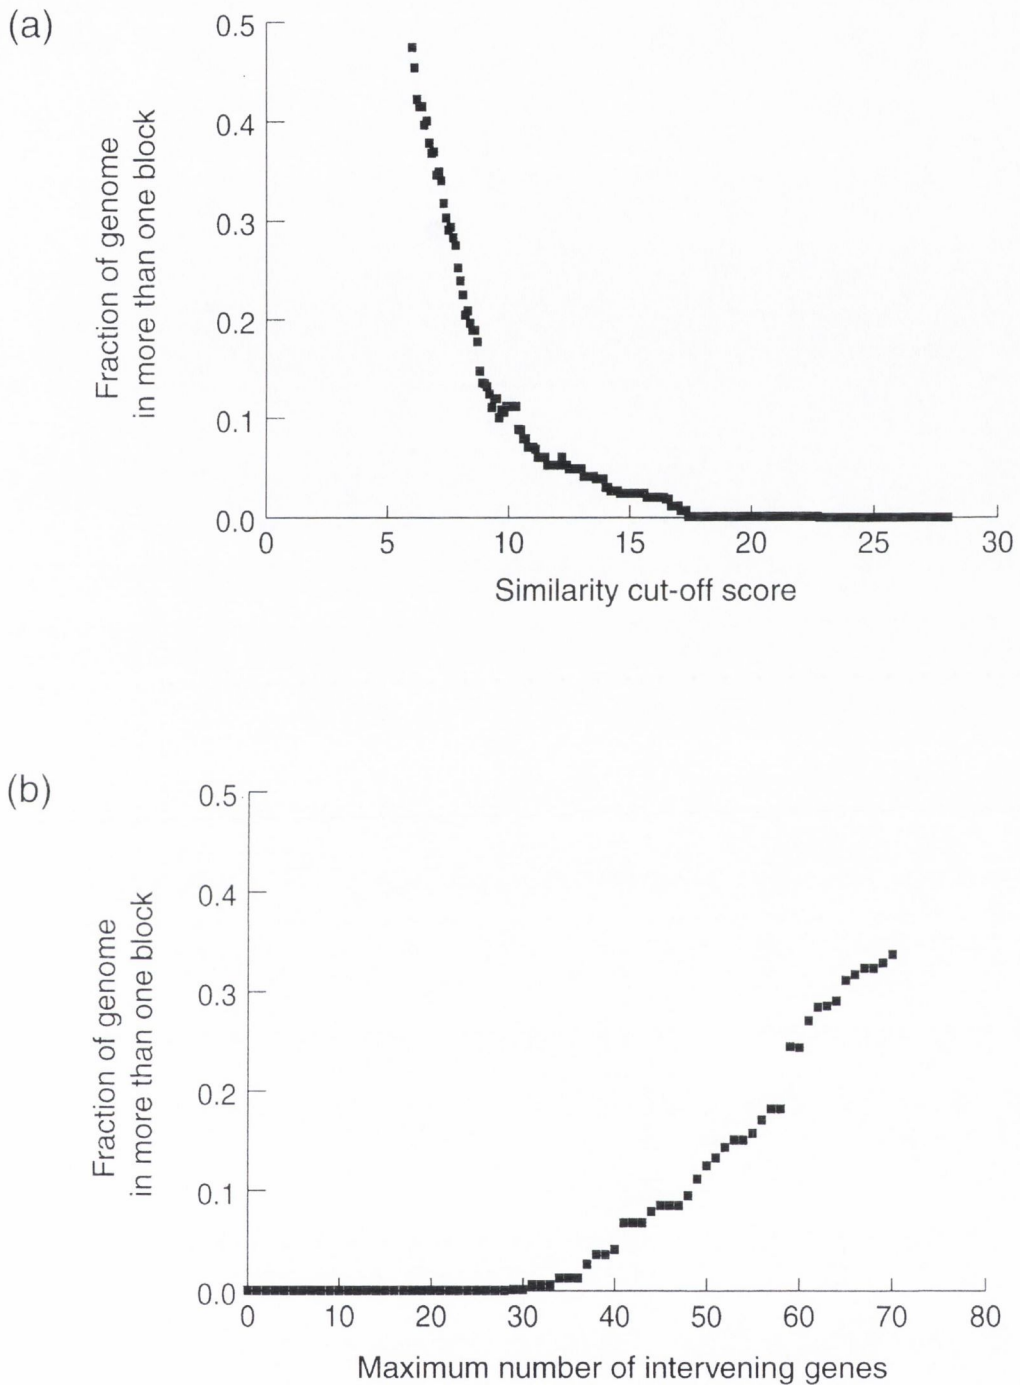 (a)
0.5
0.4
0.3
0.2
0.1
0.0
Fraction of genome
in more than one block
0 5 10 15 20 25 30
Similarity cut-off score
(b)
0.5
0.4
0.3
0.2
0.1
0.0
Fraction of genome
in more than one block
0 10 20 30 40 50 60 70 80
Maximum number of intervening genes